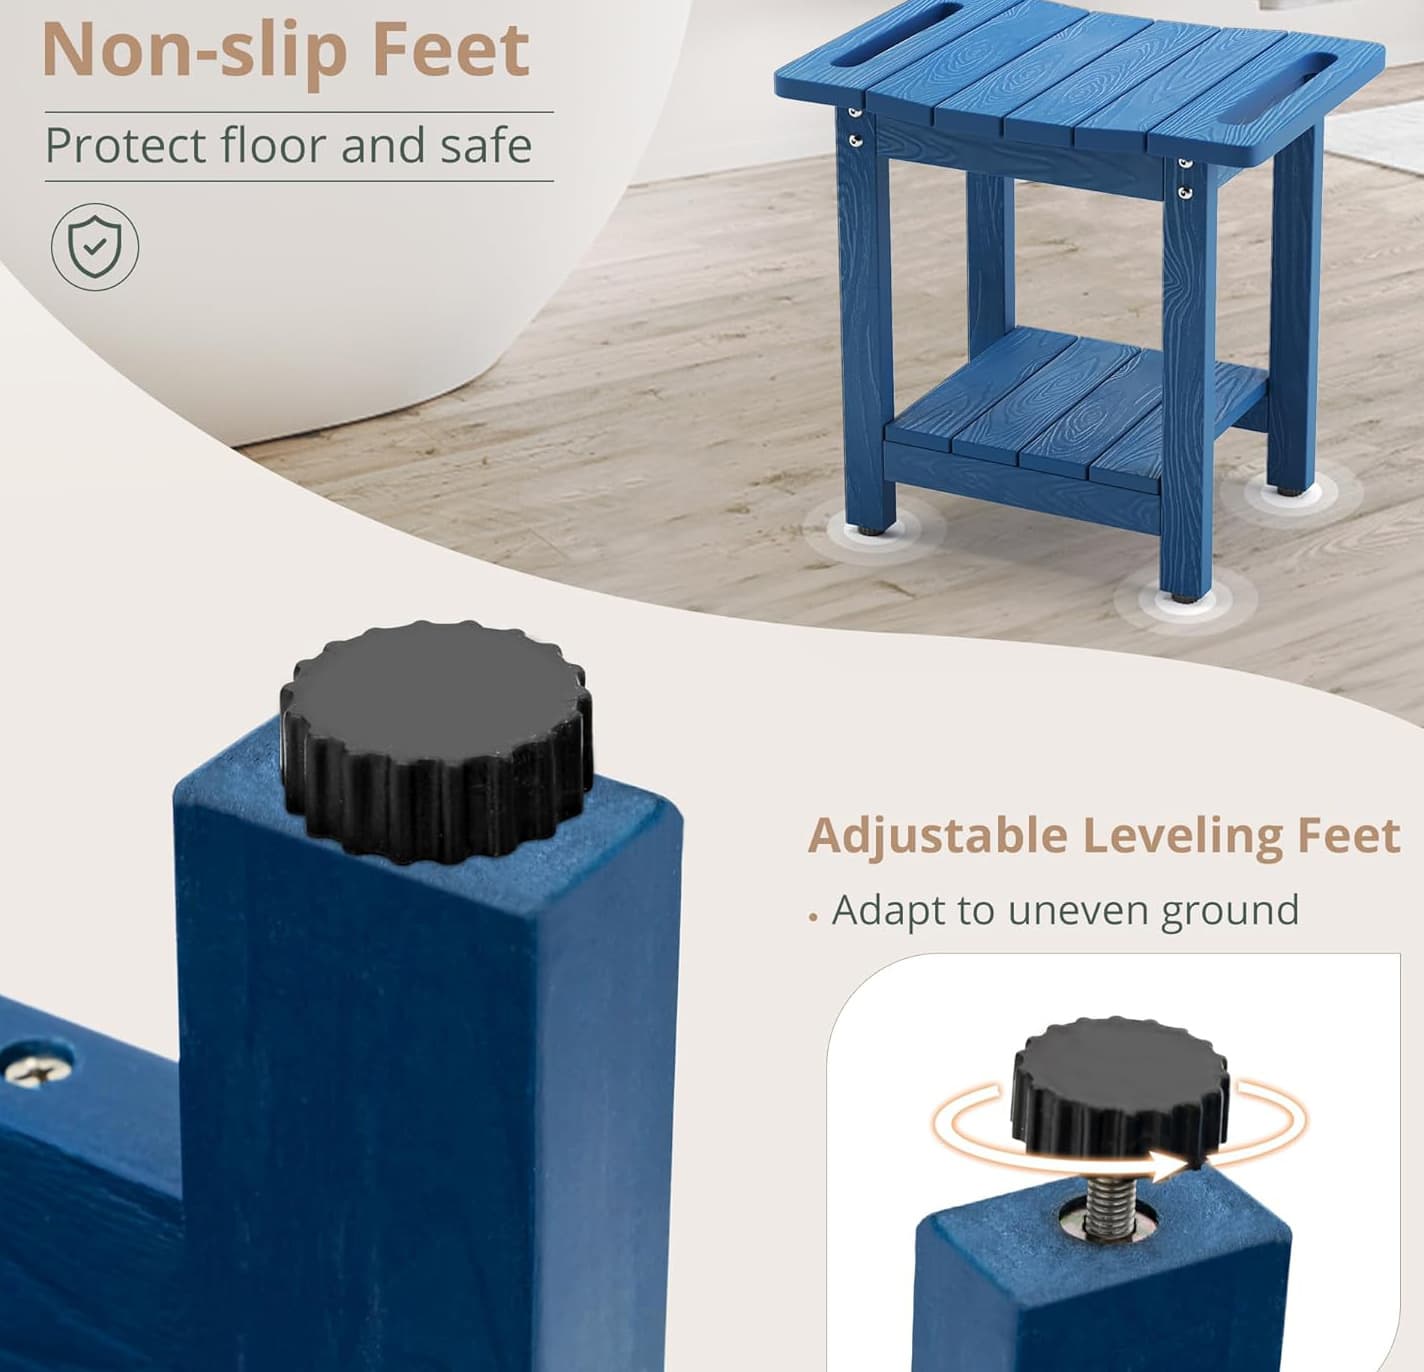 Non-slip Feet
Protect floor and safe
Adjustable Leveling Feet
• Adapt to uneven ground